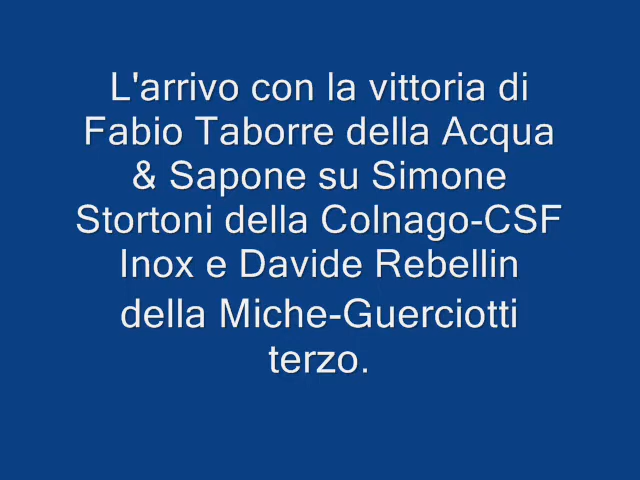 L'arrivo con la vittoria di
Fabio Taborre della Acqua
& Sapone su Simone
Stortoni della Colnago-CSF
Inox e Davide Rebellin
della Miche-Guerciotti
terzo.